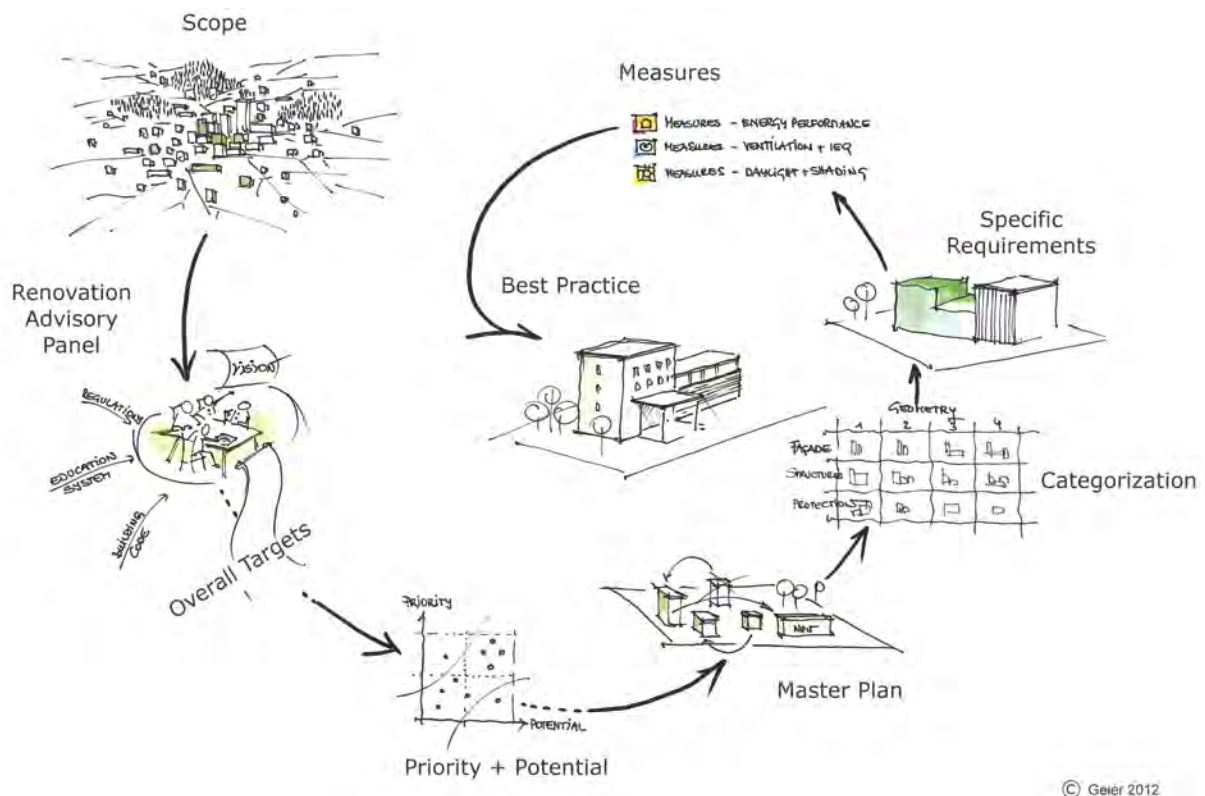 Scope
Renovation
Advisory
Panel
VISION
REGULATIONS
EDUCATION
SYSTEM
BUILDING
CODE
Overall Targets
PRIORITY
POTENTIAL
Priority + Potential
NEW
Master Plan
GEOMETRY
1 2 3 4
FAÇADE
STRUCTURE
PROTECTION
Categorization
Specific
Requirements
Measures
MEASURES - ENERGY PERFORMANCE
MEASURES - VENTILATION + IEQ
MEASURES - DAYLIGHT + SHADING
Best Practice
© Geier 2012